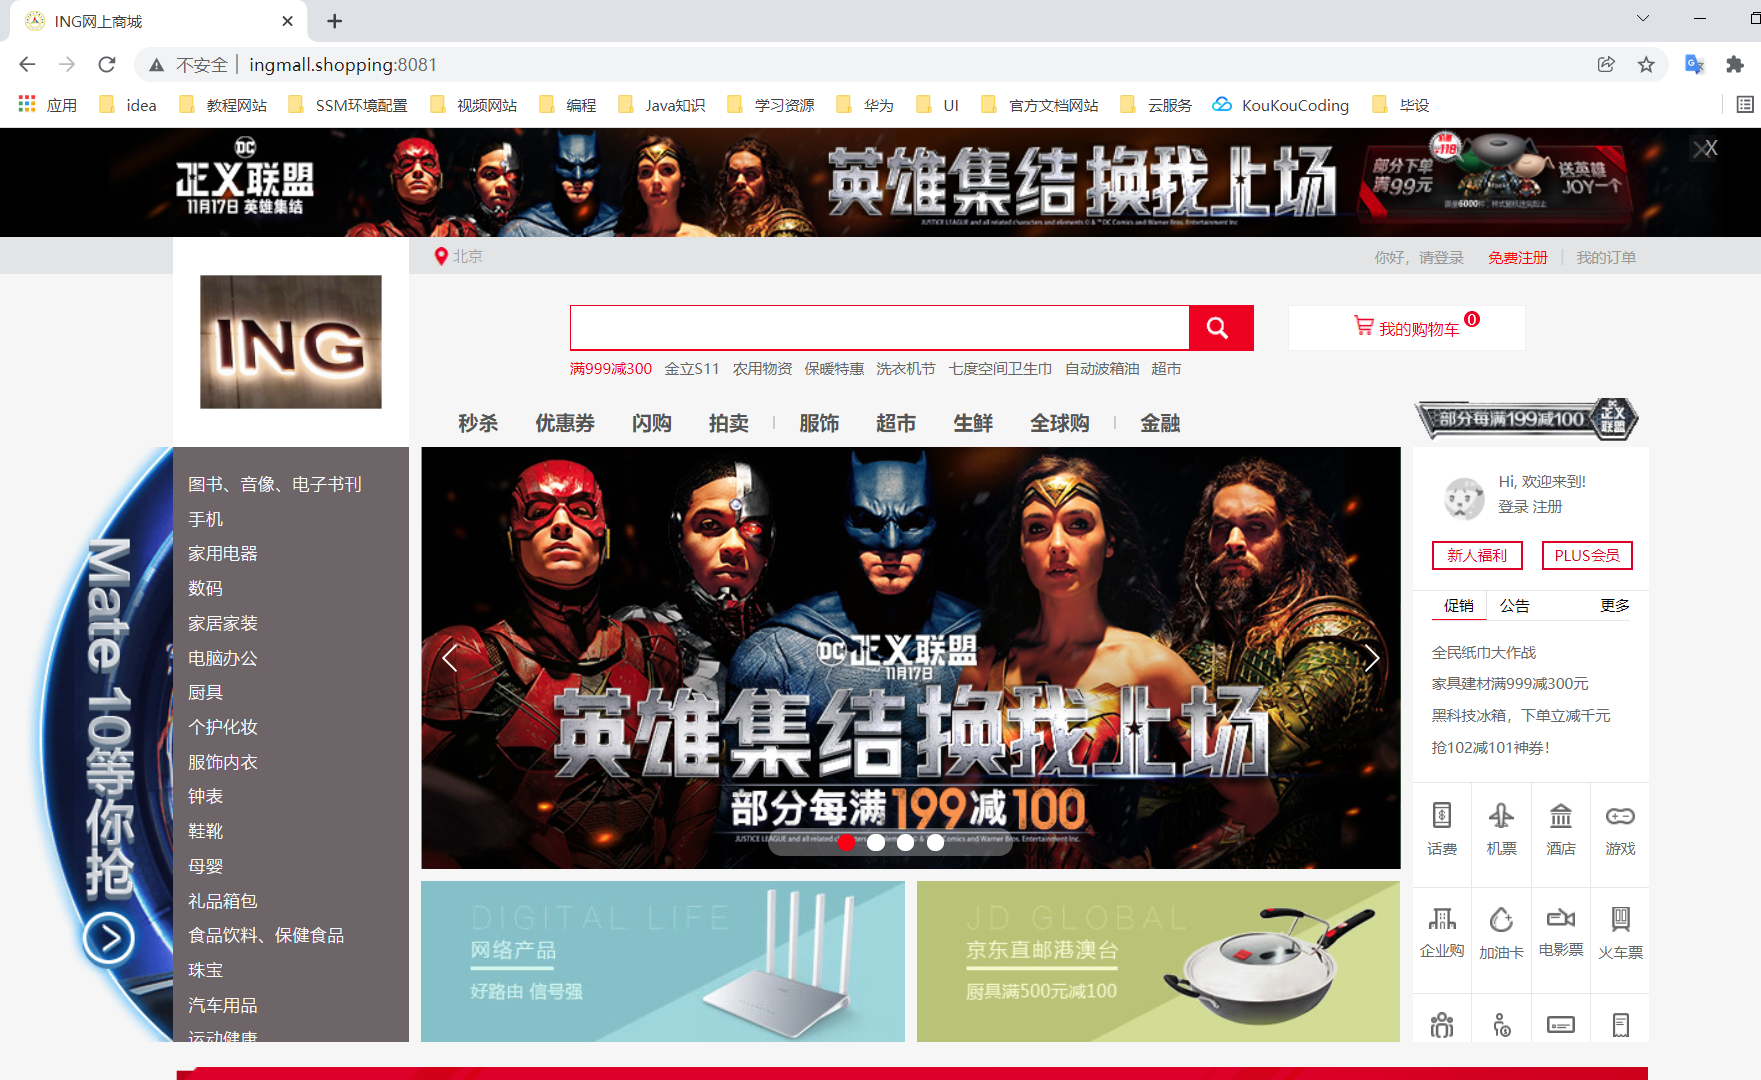 ING网上商城
不安全 | ingmall.shopping:8081
应用 idea 教程网站 SSM环境配置 视频网站 编程 Java知识 学习资源 华为 UI 官方文档网站 云服务 KouKouCoding 毕设
DC
正义联盟
11月17日 英雄集结
英雄集结换我上场
JUSTICE LEAGUE and all related characters and elements © & ™ DC Comics and Warner Bros. Entertainment Inc.
部分下单
满99元
送英雄
JOY一个
X
北京
你好，请登录 免费注册 我的订单
ING
我的购物车 0
满999减300 金立S11 农用物资 保暖特惠 洗衣机节 七度空间卫生巾 自动波箱油 超市
秒杀 优惠券 闪购 拍卖 服饰 超市 生鲜 全球购 金融
部分每满199减100
正义
联盟
Mate 10等你抢
图书、音像、电子书刊
手机
家用电器
数码
家居家装
电脑办公
厨具
个护化妆
服饰内衣
钟表
鞋靴
母婴
礼品箱包
食品饮料、保健食品
珠宝
汽车用品
运动健康
DC 正义联盟
11月17日
英雄集结换我上场
部分每满199减100
DIGITAL LIFE
网络产品
好路由 信号强
JD GLOBAL
京东直邮港澳台
厨具满500元减100
Hi, 欢迎来到!
登录 注册
新人福利 PLUS会员
促销 公告 更多
全民纸巾大作战
家具建材满999减300元
黑科技冰箱，下单立减千元
抢102减101神券！
话费 机票 酒店 游戏
企业购 加油卡 电影票 火车票